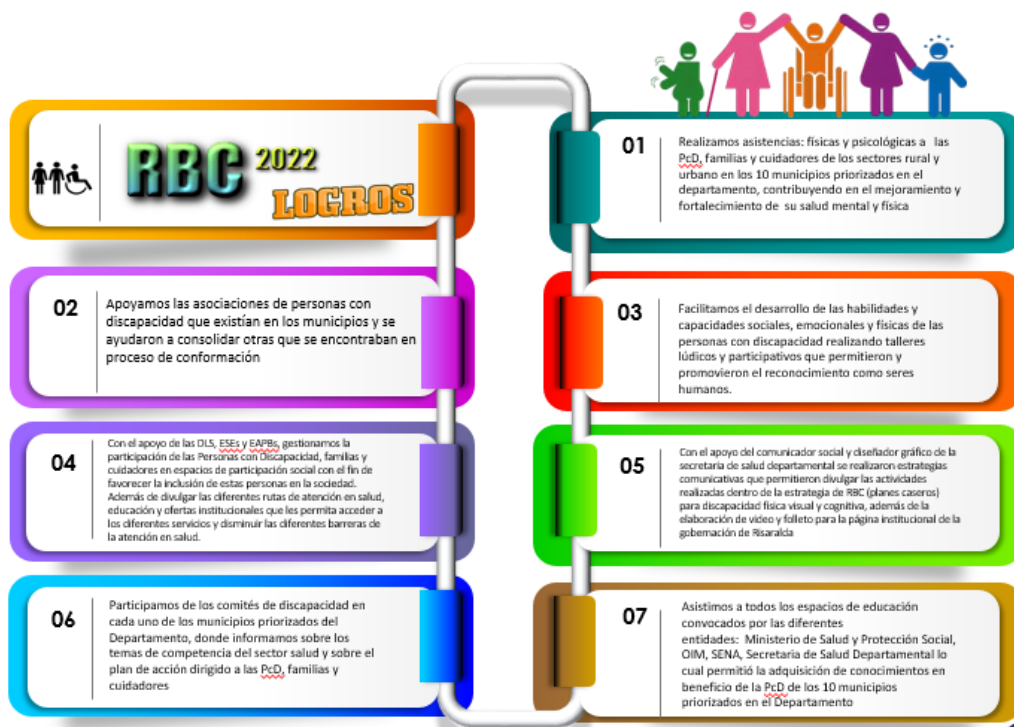 RBC 2022
LOGROS
01
Realizamos asistencias: físicas y psicológicas a las
PcD, familias y cuidadores de los sectores rural y
urbano en los 10 municipios priorizados en el
departamento, contribuyendo en el mejoramiento y
fortalecimiento de su salud mental y física
02
Apoyamos las asociaciones de personas con
discapacidad que existían en los municipios y se
ayudaron a consolidar otras que se encontraban en
proceso de conformación
03
Facilitamos el desarrollo de las habilidades y
capacidades sociales, emocionales y físicas de las
personas con discapacidad realizando talleres
lúdicos y participativos que permitieron y
promovieron el reconocimiento como seres
humanos.
04
Con el apoyo de las DLS, ESEs y EAPBs, gestionamos la
participación de las Personas con Discapacidad, familias y
cuidadores en espacios de participación social con el fin de
favorecer la inclusión de estas personas en la sociedad.
Además de divulgar las diferentes rutas de atención en salud,
educación y ofertas institucionales que les permita acceder a
los diferentes servicios y disminuir las diferentes barreras de
la atención en salud.
05
Con el apoyo del comunicador social y diseñador gráfico de la
secretaria de salud departamental se realizaron estrategias
comunicativas que permitieron divulgar las actividades
realizadas dentro de la estrategia de RBC (planes caseros)
para discapacidad física visual y cognitiva, además de la
elaboración de video y folleto para la página institucional de la
gobernación de Risaralda
06
Participamos de los comités de discapacidad en
cada uno de los municipios priorizados del
Departamento, donde informamos sobre los
temas de competencia del sector salud y sobre el
plan de acción dirigido a las PcD, familias y
cuidadores
07
Asistimos a todos los espacios de educación
convocados por las diferentes
entidades: Ministerio de Salud y Protección Social,
OIM, SENA, Secretaria de Salud Departamental lo
cual permitió la adquisición de conocimientos en
beneficio de la PcD de los 10 municipios
priorizados en el Departamento